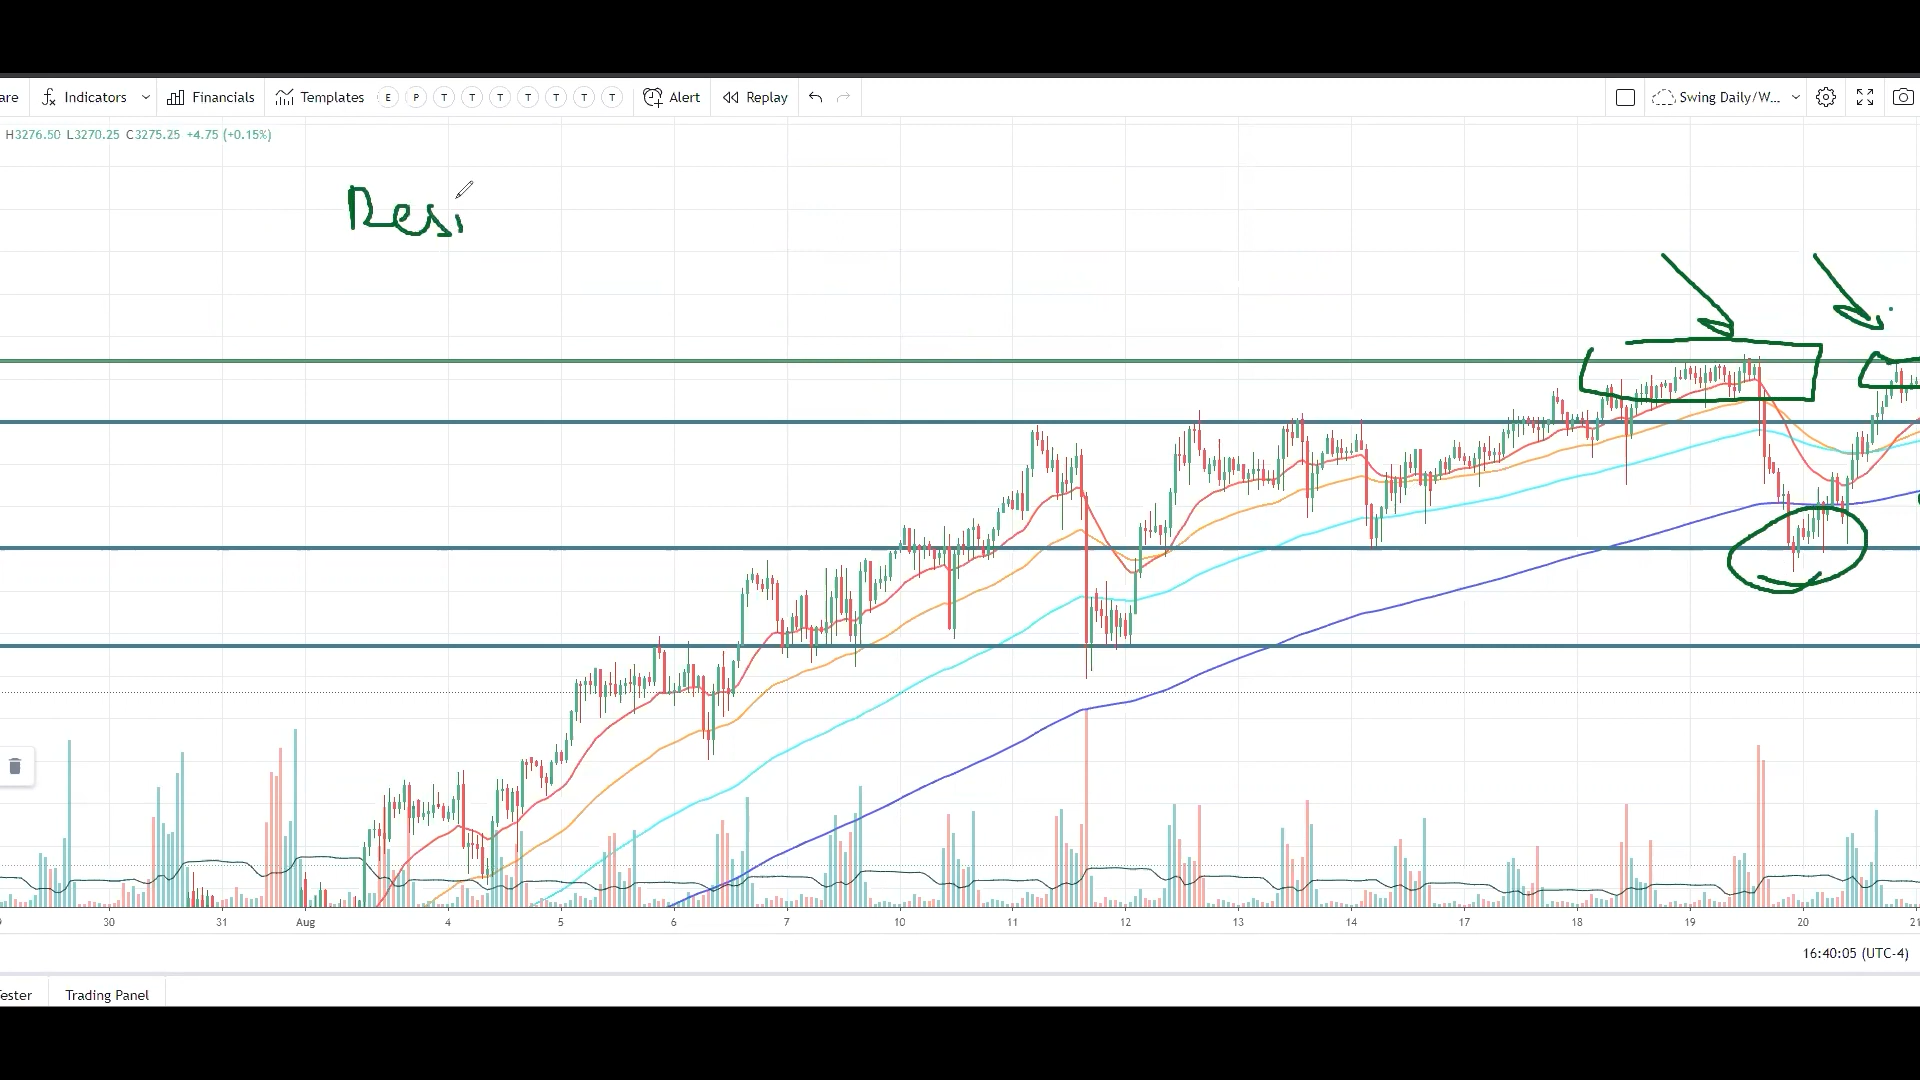 are Indicators Financials Templates E P T T T T T T T Alert Replay Swing Daily/W...
H3276.50 L3270.25 C3275.25 +4.75 (+0.15%)
Resi
9 30 31 Aug 4 5 6 7 10 11 12 13 14 17 18 19 20 21
16:40:05 (UTC-4)
ester Trading Panel